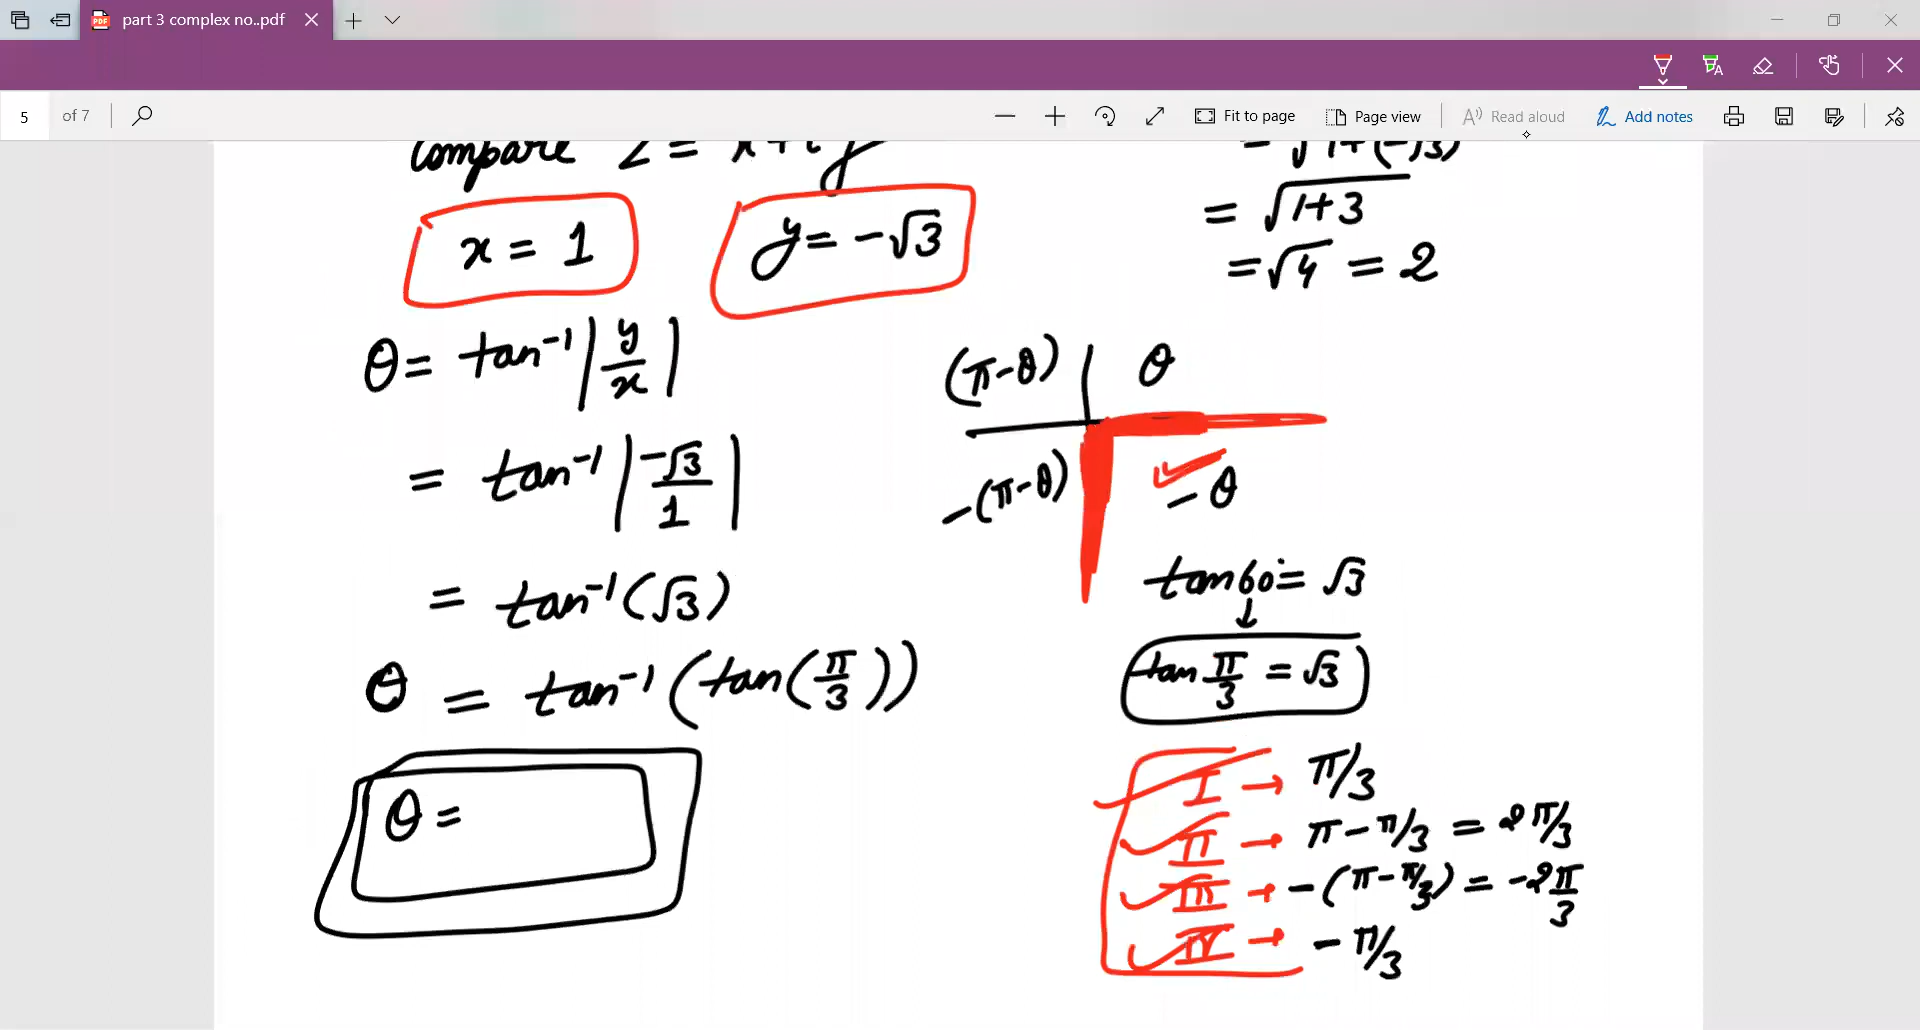 part 3 complex no..pdf
5 of 7
Fit to page
Page view
Read aloud
Add notes
compare Z = x+iy
x = 1
y = -√3
= √1+(-√3)
= √1+3
= √4 = 2
θ = tan⁻¹|y/x|
= tan⁻¹|-√3/1|
= tan⁻¹(√3)
θ = tan⁻¹(tan(π/3))
θ =
(π-θ) | θ
-(π-θ) -θ
tan60° = √3
↓
tan π/3 = √3
I → π/3
II → π-π/3 = 2π/3
III → -(π-π/3) = -2π/3
IV → -π/3